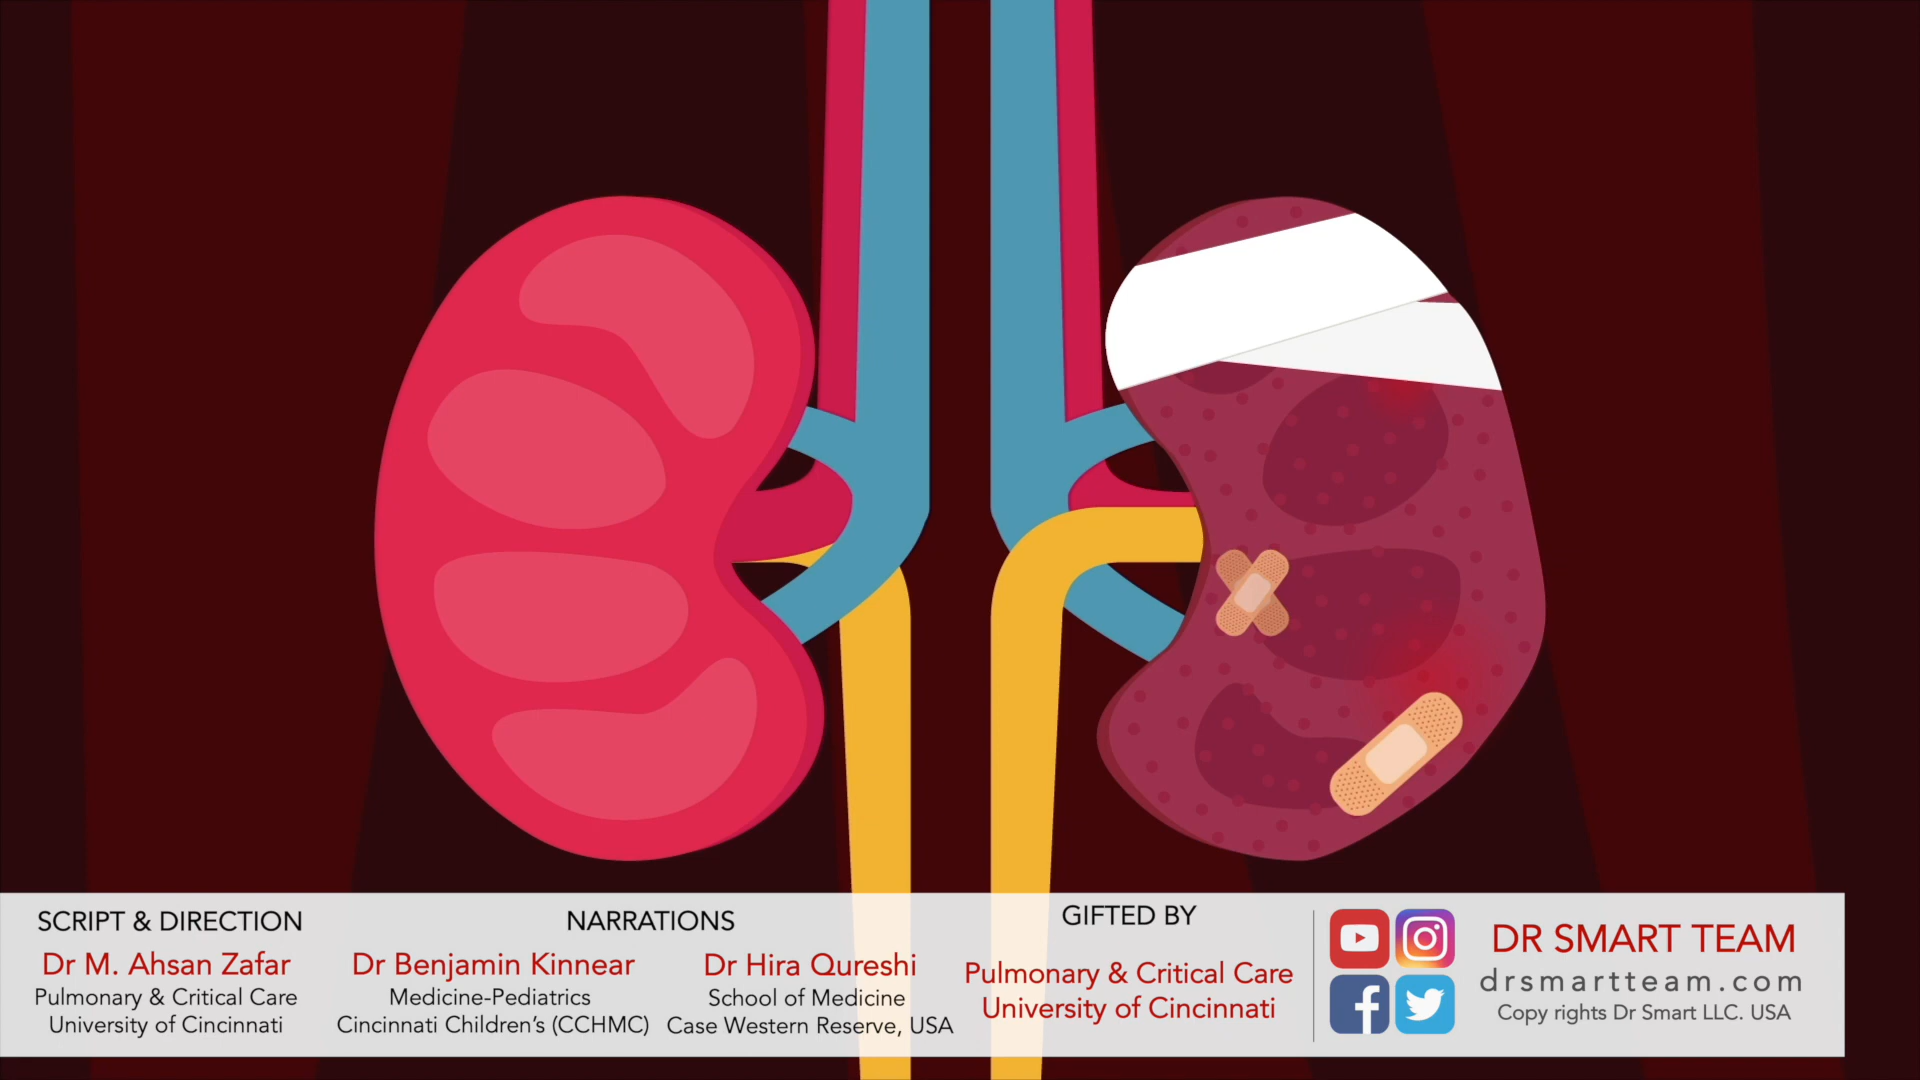 SCRIPT & DIRECTION
Dr M. Ahsan Zafar
Pulmonary & Critical Care
University of Cincinnati
NARRATIONS
Dr Benjamin Kinnear
Medicine-Pediatrics
Cincinnati Children's (CCHMC)
Dr Hira Qureshi
School of Medicine
Case Western Reserve, USA
GIFTED BY
Pulmonary & Critical Care
University of Cincinnati
DR SMART TEAM
drsmartteam.com
Copy rights Dr Smart LLC. USA